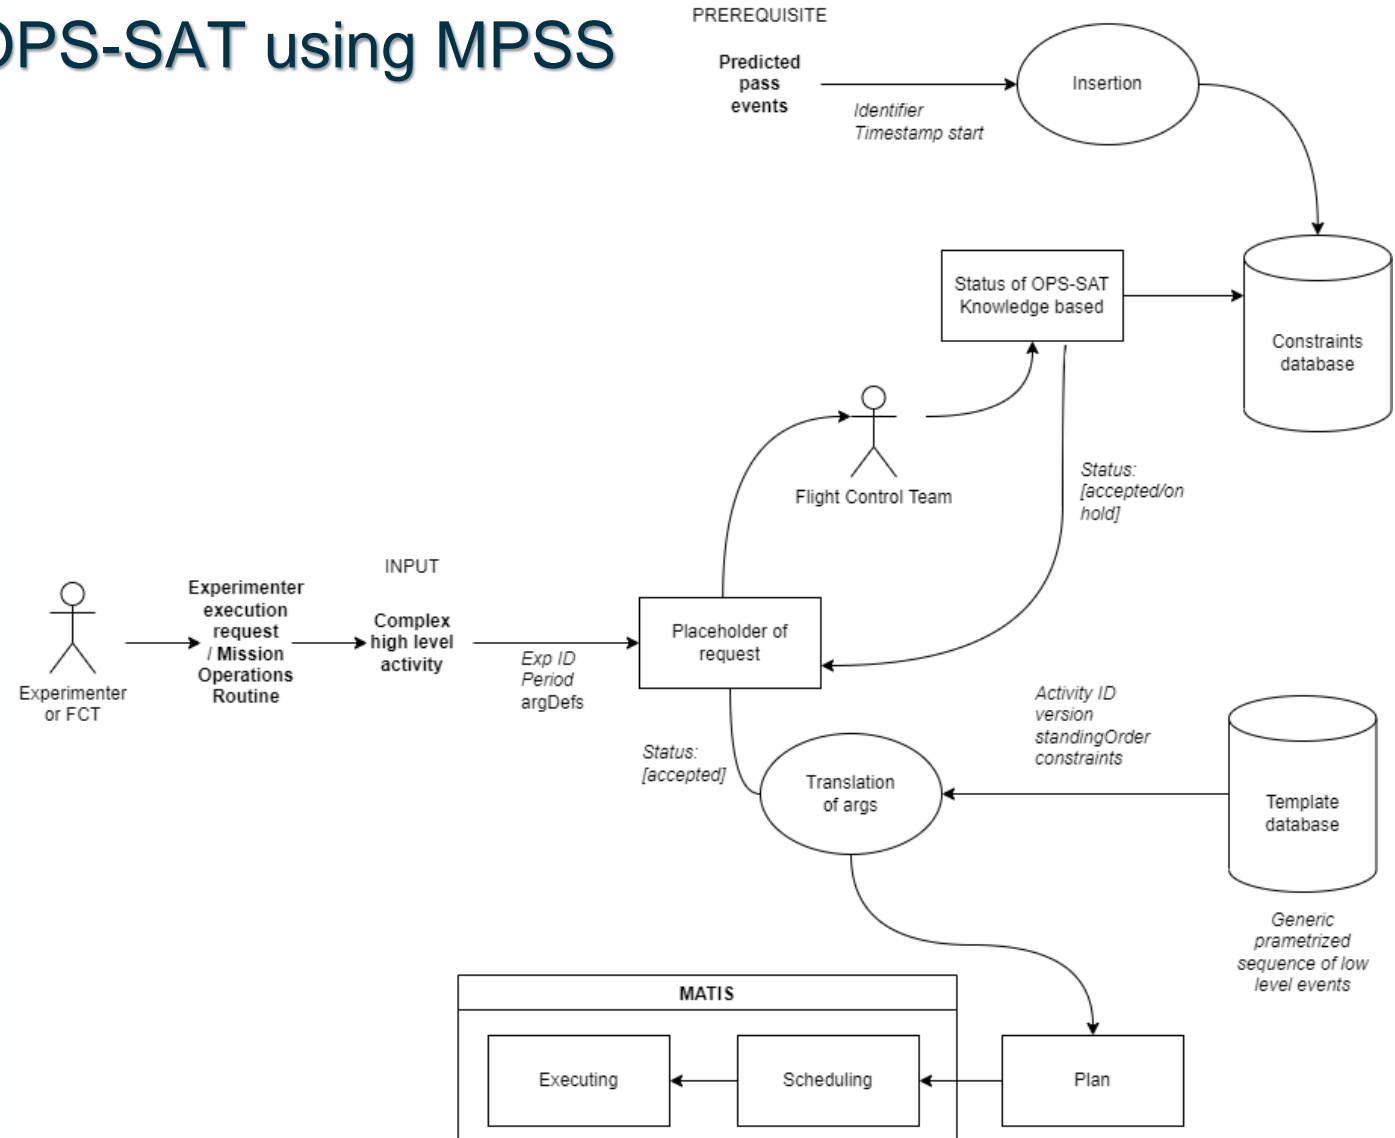 OPS-SAT using MPSS
PREREQUISITE
Predicted
pass
events
Identifier
Timestamp start
Insertion
Status of OPS-SAT
Knowledge based
Constraints
database
Flight Control Team
Status:
[accepted/on
hold]
INPUT
Experimenter
or FCT
Experimenter
execution
request
/ Mission
Operations
Routine
Complex
high level
activity
Exp ID
Period
argDefs
Placeholder of
request
Status:
[accepted]
Translation
of args
Activity ID
version
standingOrder
constraints
Template
database
Generic
prametrized
sequence of low
level events
MATIS
Executing
Scheduling
Plan